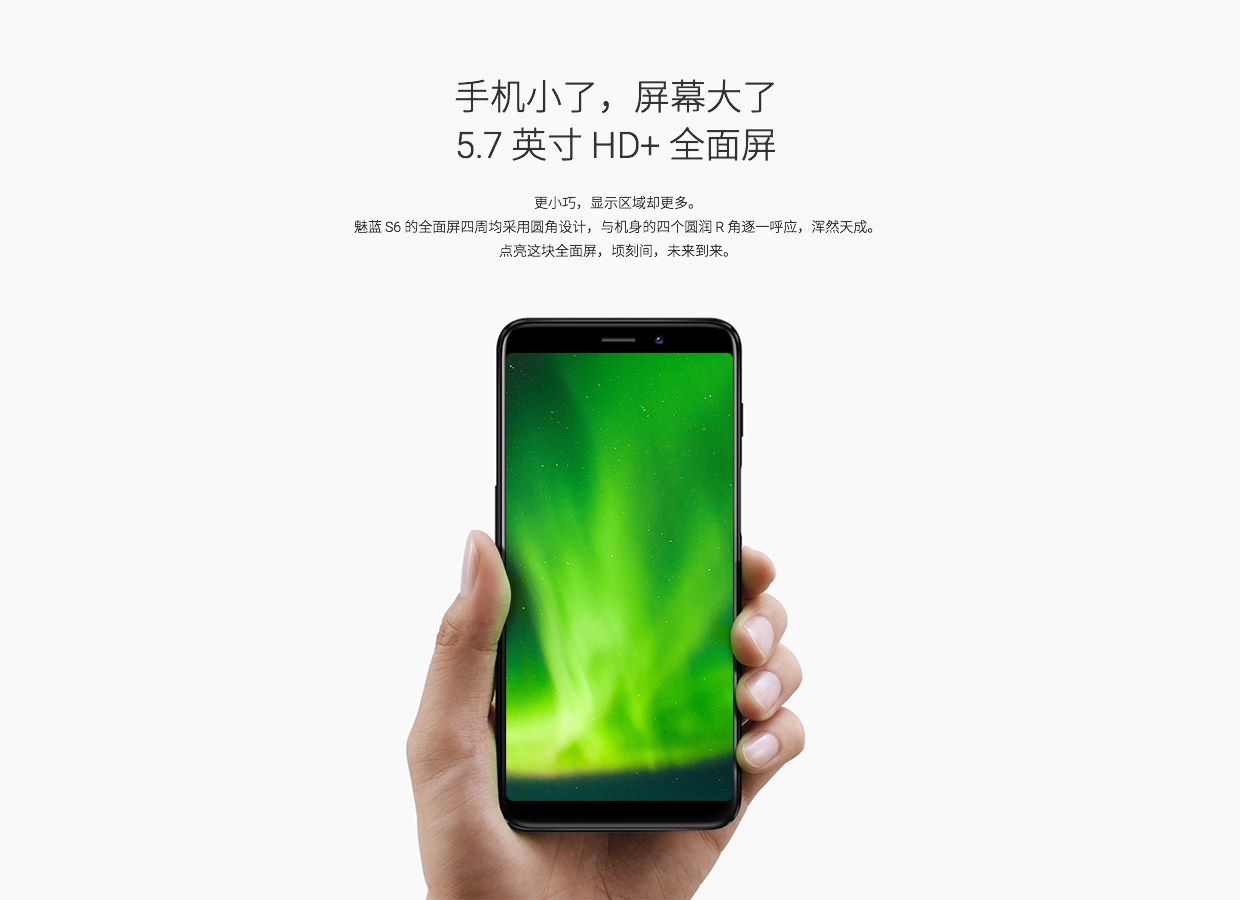 手机小了，屏幕大了
5.7 英寸 HD+ 全面屏
更小巧，显示区域却更多。
魅蓝 S6 的全面屏四周均采用圆角设计，与机身的四个圆润 R 角逐一呼应，浑然天成。
点亮这块全面屏，顷刻间，未来到来。